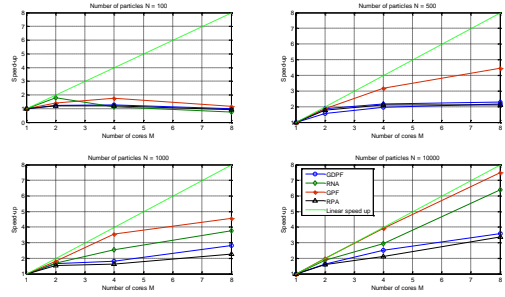 Number of particles N = 100
8
7
6
5
4
3
2
1
0
Speed-up
1 2 3 4 5 6 7 8
Number of cores M
Number of particles N = 500
8
7
6
5
4
3
2
1
Speed-up
1 2 3 4 5 6 7 8
Number of cores M
Number of particles N = 1000
8
7
6
5
4
3
2
1
Speed-up
1 2 3 4 5 6 7 8
Number of cores M
Number of particles N = 10000
8
7
6
5
4
3
2
1
Speed-up
GDPF
RNA
GPF
RPA
Linear speed up
1 2 3 4 5 6 7 8
Number of cores M